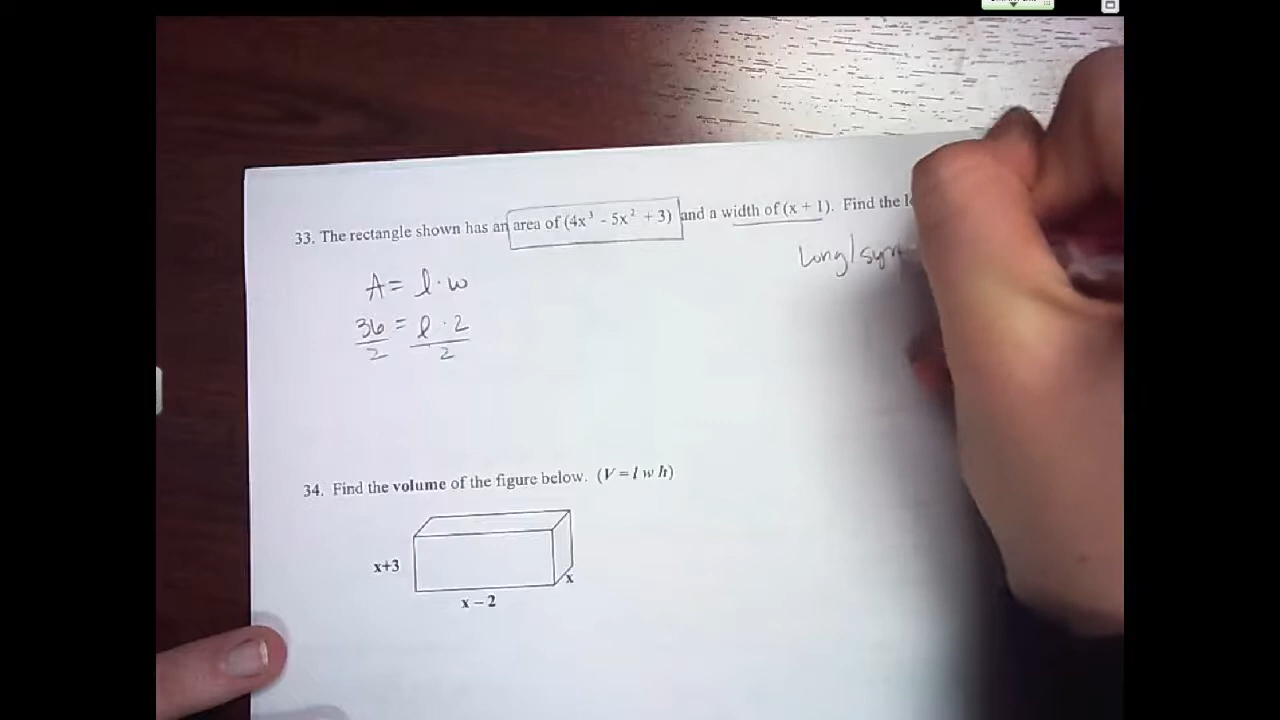 33. The rectangle shown has an area of (4x³ - 5x² + 3) and a width of (x + 1). Find the
Long/
A = l · w
36 = l · 2
2 2
34. Find the volume of the figure below. (V = l w h)
x+3
x
x – 2